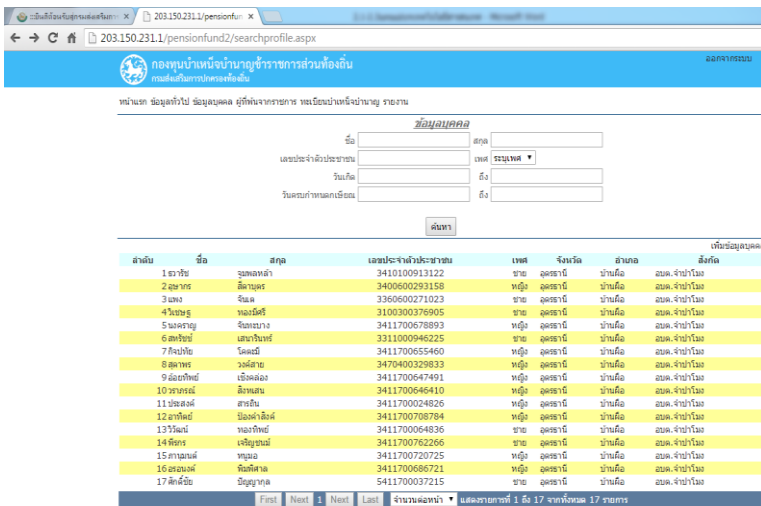 203.150.231.1/pensionfun
203.150.231.1/pensionfund2/searchprofile.aspx
กองทุนบำเหน็จบำนาญข้าราชการส่วนท้องถิ่น
ออกจากระบบ
กรมส่งเสริมการปกครองท้องถิ่น
หน้าแรก ข้อมูลทั่วไป ข้อมูลบุคคล ผู้ที่พ้นจากราชการ ทะเบียนบำเหน็จบำนาญ รายงาน
ข้อมูลบุคคล
ชื่อ สกุล
เลขประจำตัวประชาชน เพศ ระบุเพศ
วันเกิด ถึง
วันครบกำหนดเกษียณ ถึง
ค้นหา
เพิ่มข้อมูลบุคค
ลำดับ ชื่อ สกุล เลขประจำตัวประชาชน เพศ จังหวัด อำเภอ สังกัด
1 ธวาริช จุมพลหล้า 3410100913122 ชาย อุดรธานี บ้านผือ อบต.จำปาโมง
2 อุษากร สีดาบุตร 3400600293158 หญิง อุดรธานี บ้านผือ อบต.จำปาโมง
3 แพง 3360600271023 ชาย อุดรธานี บ้านผือ อบต.จำปาโมง
4 วิเชษฐ ทองมีศรี 3100300376905 ชาย อุดรธานี บ้านผือ อบต.จำปาโมง
5 นงคราญ จันทะบาง 3411700678893 หญิง อุดรธานี บ้านผือ อบต.จำปาโมง
6 เสนารินทร์ 3311000946225 ชาย อุดรธานี บ้านผือ อบต.จำปาโมง
7 กิจปทัย โคตะมี 3411700655460 หญิง อุดรธานี บ้านผือ อบต.จำปาโมง
8 สุดาพร วงค์สาย 3470400329833 หญิง อุดรธานี บ้านผือ อบต.จำปาโมง
9 อ้อยทิพย์ เชิงคล่อง 3411700647491 หญิง อุดรธานี บ้านผือ อบต.จำปาโมง
10 วราภรณ์ สิงหเสน 3411700646410 หญิง อุดรธานี บ้านผือ อบต.จำปาโมง
11 ประสงค์ สารถิน 3411700024826 ชาย อุดรธานี บ้านผือ อบต.จำปาโมง
12 อาทิตย์ ป้องคำสิงห์ 3411700708784 หญิง อุดรธานี บ้านผือ อบต.จำปาโมง
13 วิวัฒน์ ทองทิพย์ 3411700064836 ชาย อุดรธานี บ้านผือ อบต.จำปาโมง
14 พีรกร เจริญชนม์ 3411700762266 ชาย อุดรธานี บ้านผือ อบต.จำปาโมง
15 ภานุมนต์ หนูมอ 3411700720725 หญิง อุดรธานี บ้านผือ อบต.จำปาโมง
16 อรอนงค์ พิมพิศาล 3411700686721 หญิง อุดรธานี บ้านผือ อบต.จำปาโมง
17 ศักดิ์ชัย ปัญญากุล 5411700037215 ชาย อุดรธานี บ้านผือ อบต.จำปาโมง
First Next 1 Next Last จำนวนต่อหน้า แสดงรายการที่ 1 ถึง 17 จากทั้งหมด 17 รายการ